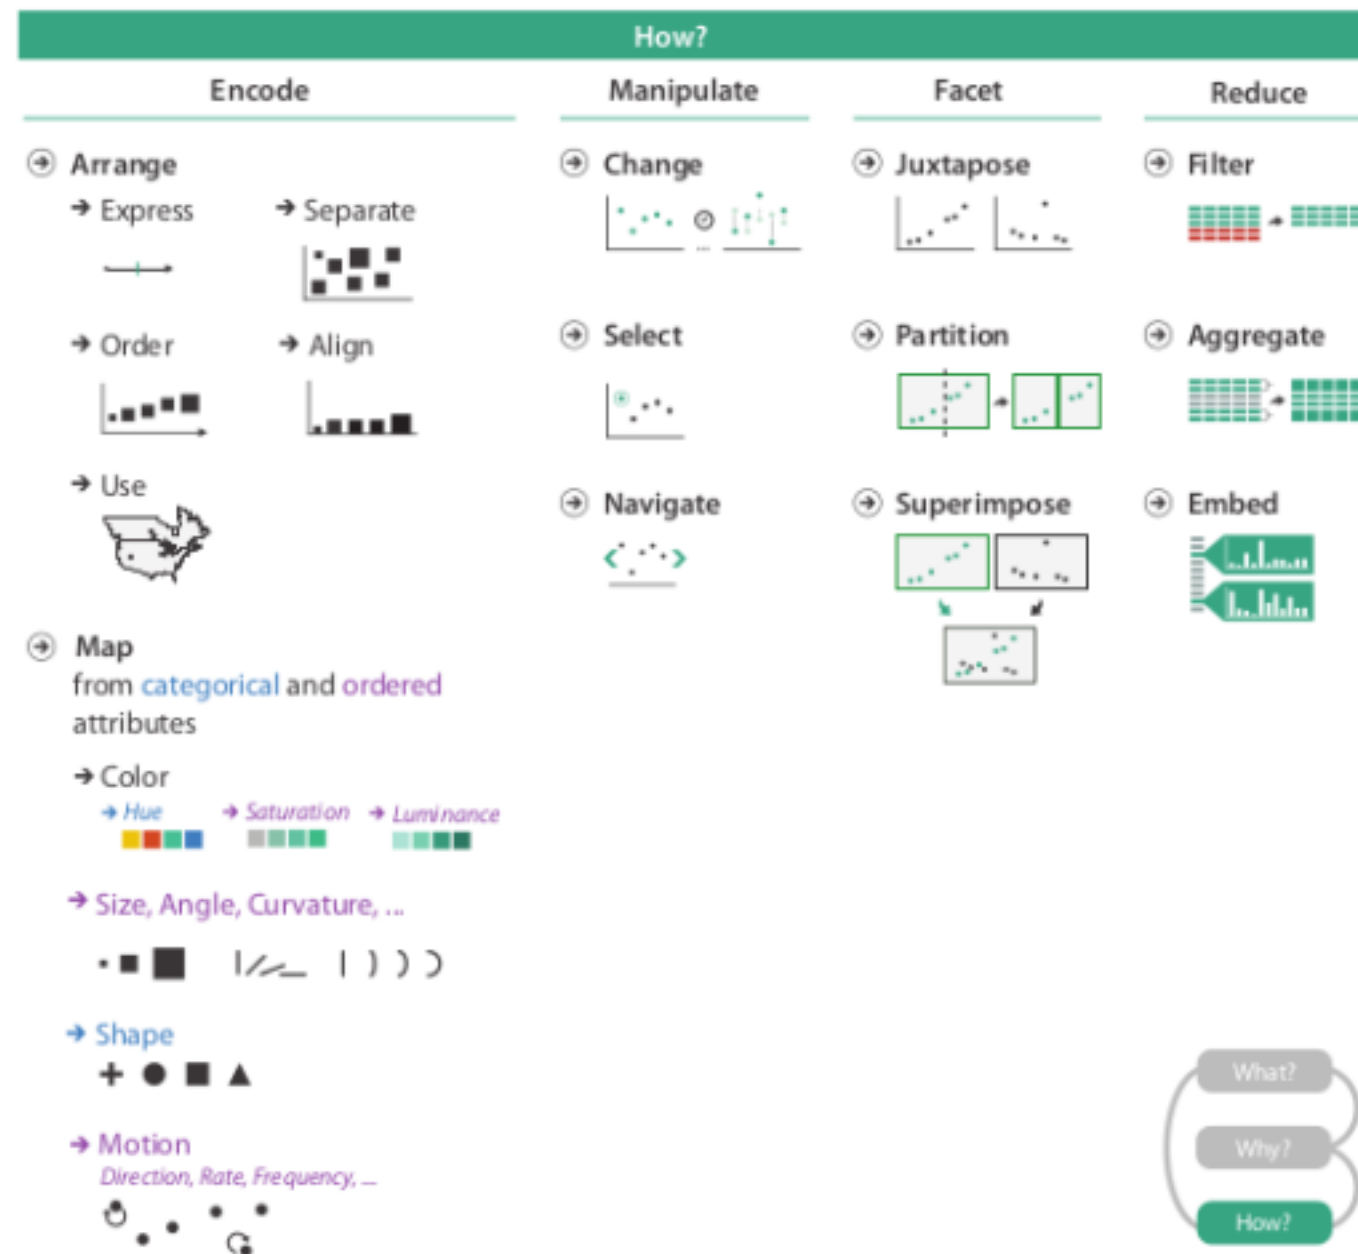 How?
Encode
Manipulate
Facet
Reduce
Arrange
Express
Separate
Order
Align
Use
Map
from categorical and ordered
attributes
Color
Hue
Saturation
Luminance
Size, Angle, Curvature, ...
Shape
Motion
Direction, Rate, Frequency, ...
Change
...
Select
Navigate
Juxtapose
Partition
Superimpose
Filter
Aggregate
Embed
What?
Why?
How?